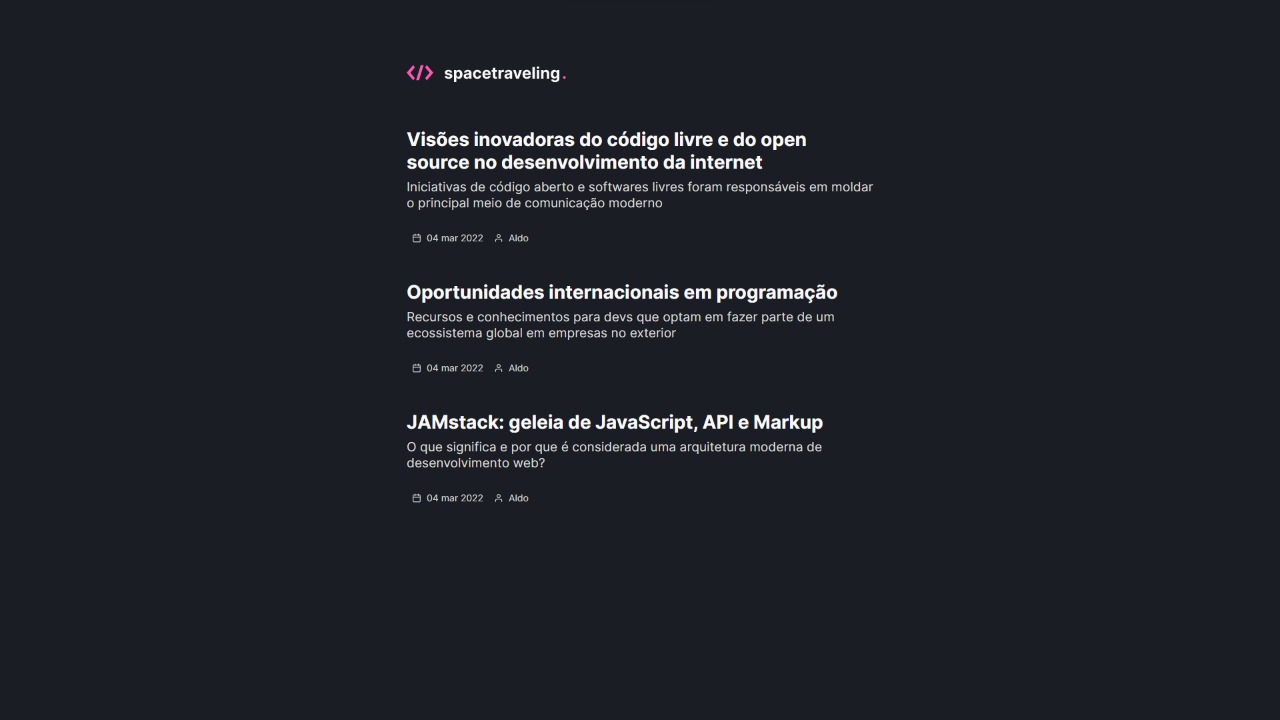 </> spacetraveling.
Visões inovadoras do código livre e do open
source no desenvolvimento da internet
Iniciativas de código aberto e softwares livres foram responsáveis em moldar
o principal meio de comunicação moderno
04 mar 2022 Aldo
Oportunidades internacionais em programação
Recursos e conhecimentos para devs que optam em fazer parte de um
ecossistema global em empresas no exterior
04 mar 2022 Aldo
JAMstack: geleia de JavaScript, API e Markup
O que significa e por que é considerada uma arquitetura moderna de
desenvolvimento web?
04 mar 2022 Aldo